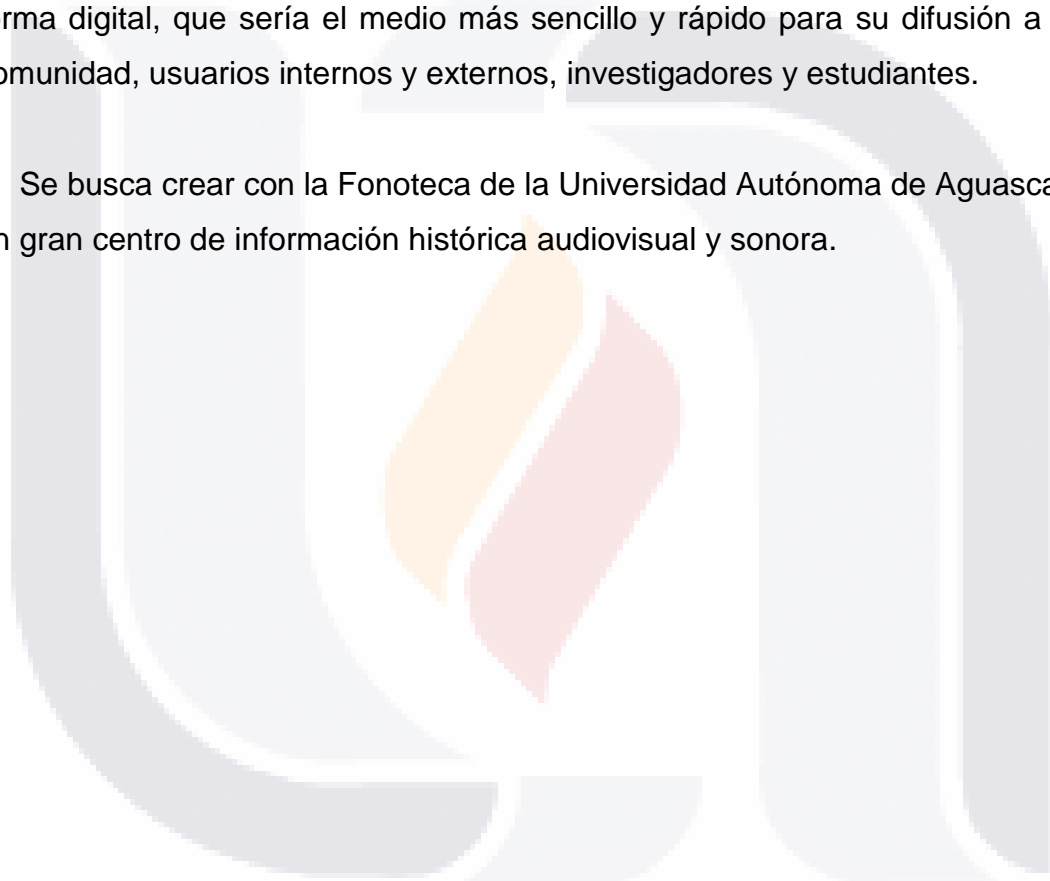 rma digital, que sería el medio más sencillo y rápido para su difusión a
omunidad, usuarios internos y externos, investigadores y estudiantes.
Se busca crear con la Fonoteca de la Universidad Autónoma de Aguasca
n gran centro de información histórica audiovisual y sonora.